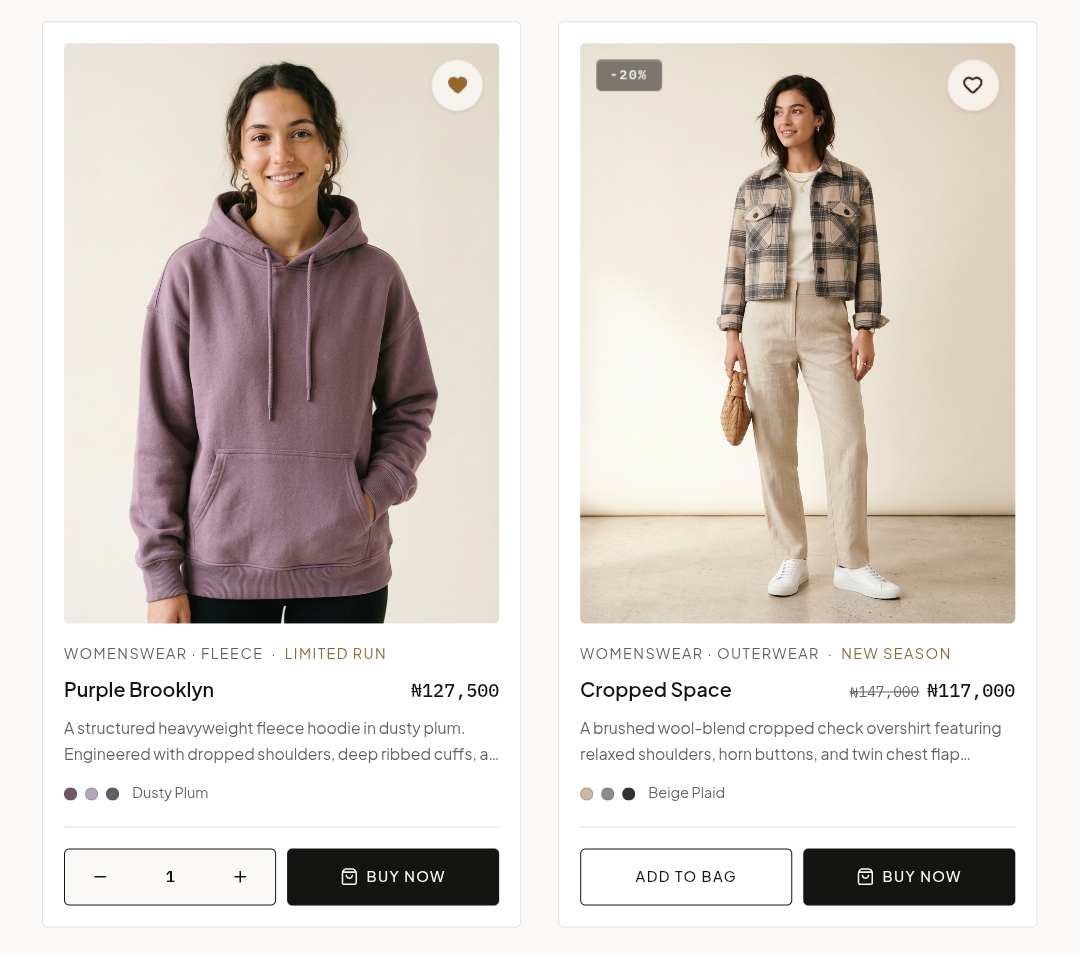 WOMENSWEAR · FLEECE · LIMITED RUN
Purple Brooklyn ₦127,500
A structured heavyweight fleece hoodie in dusty plum.
Engineered with dropped shoulders, deep ribbed cuffs, a…
Dusty Plum
− 1 +
BUY NOW
-20%
WOMENSWEAR · OUTERWEAR · NEW SEASON
Cropped Space ₦147,000 ₦117,000
A brushed wool-blend cropped check overshirt featuring
relaxed shoulders, horn buttons, and twin chest flap…
Beige Plaid
ADD TO BAG
BUY NOW